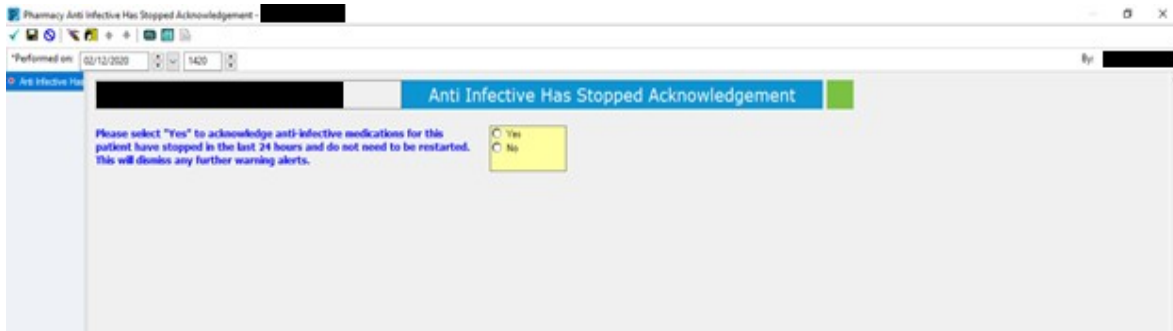 Pharmacy Anti Infective Has Stopped Acknowledgement -
*Performed on: 02/12/2020 1420 By:
Anti Infective Has
Anti Infective Has Stopped Acknowledgement
Please select "Yes" to acknowledge anti-infective medications for this
patient have stopped in the last 24 hours and do not need to be restarted.
This will dismiss any further warning alerts.
Yes
No